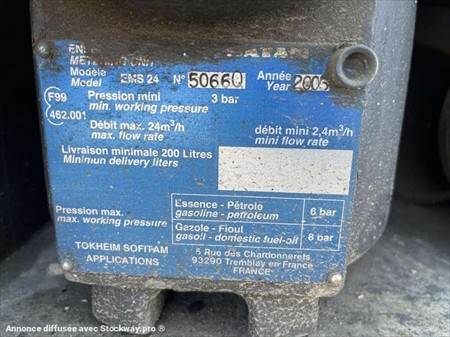 METERING UNIT
Modèle EMS 24 N° 50660 Année
Model Year 2005
F99
462.001
Pression mini 3 bar
min. working pressure
Débit max. 24m³/h débit mini 2,4m³/h
max. flow rate mini flow rate
Livraison minimale 200 Litres
Minimun delivery liters
Essence - Pétrole
gasoline - petroleum 6 bar
Pression max.
max. working pressure
Gazole - Fioul
gasoil - domestic fuel-oil 8 bar
TOKHEIM SOFITAM
APPLICATIONS
5 Rue des Chardonnerets
93290 Tremblay en France
FRANCE
Annonce diffusée avec Stockway.pro ®